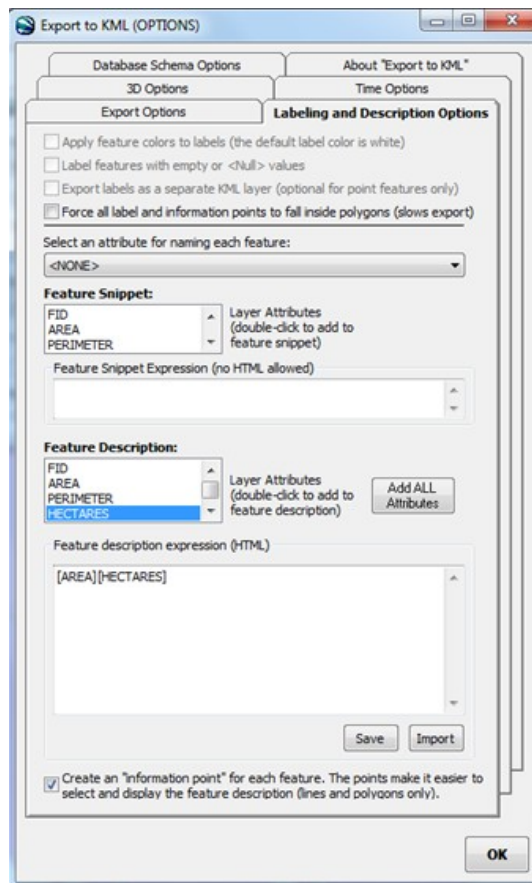 Export to KML (OPTIONS)
Database Schema Options
About "Export to KML"
3D Options
Time Options
Export Options
Labeling and Description Options
Apply feature colors to labels (the default label color is white)
Label features with empty or <Null> values
Export labels as a separate KML layer (optional for point features only)
Force all label and information points to fall inside polygons (slows export)
Select an attribute for naming each feature:
<NONE>
Feature Snippet:
FID
AREA
PERIMETER
Layer Attributes
(double-click to add to
feature snippet)
Feature Snippet Expression (no HTML allowed)
Feature Description:
FID
AREA
PERIMETER
HECTARES
Layer Attributes
(double-click to add to
feature description)
Add ALL
Attributes
Feature description expression (HTML)
[AREA][HECTARES]
Save
Import
Create an "information point" for each feature. The points make it easier to
select and display the feature description (lines and polygons only).
OK